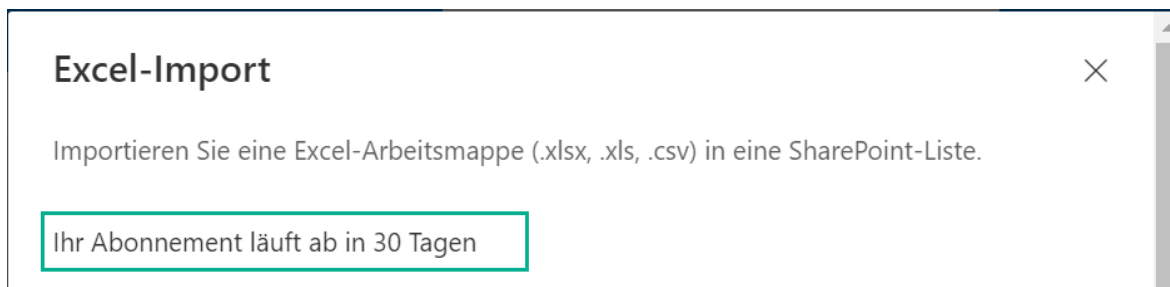 Excel-Import
Importieren Sie eine Excel-Arbeitsmappe (.xlsx, .xls, .csv) in eine SharePoint-Liste.
Ihr Abonnement läuft ab in 30 Tagen